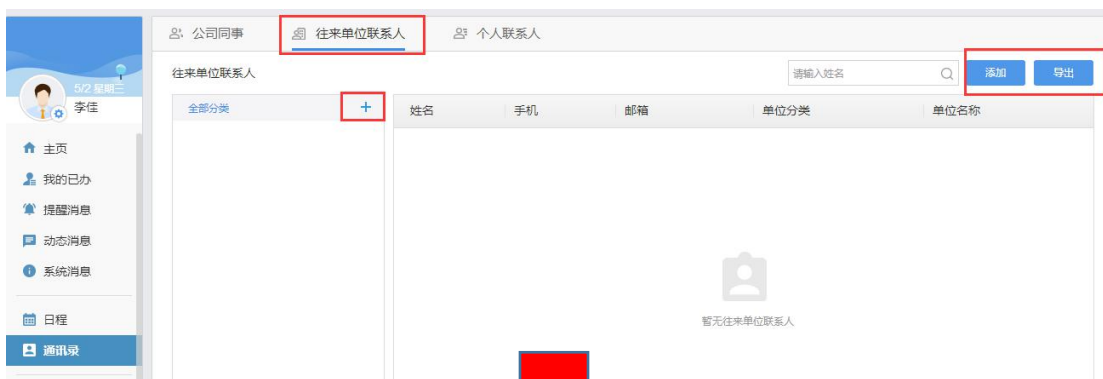 公司同事 往来单位联系人 个人联系人
往来单位联系人 请输入姓名 添加 导出
5/2 星期三
李佳
全部分类 + 姓名 手机 邮箱 单位分类 单位名称
主页
我的已办
提醒消息
动态消息
系统消息
日程
通讯录
暂无往来单位联系人